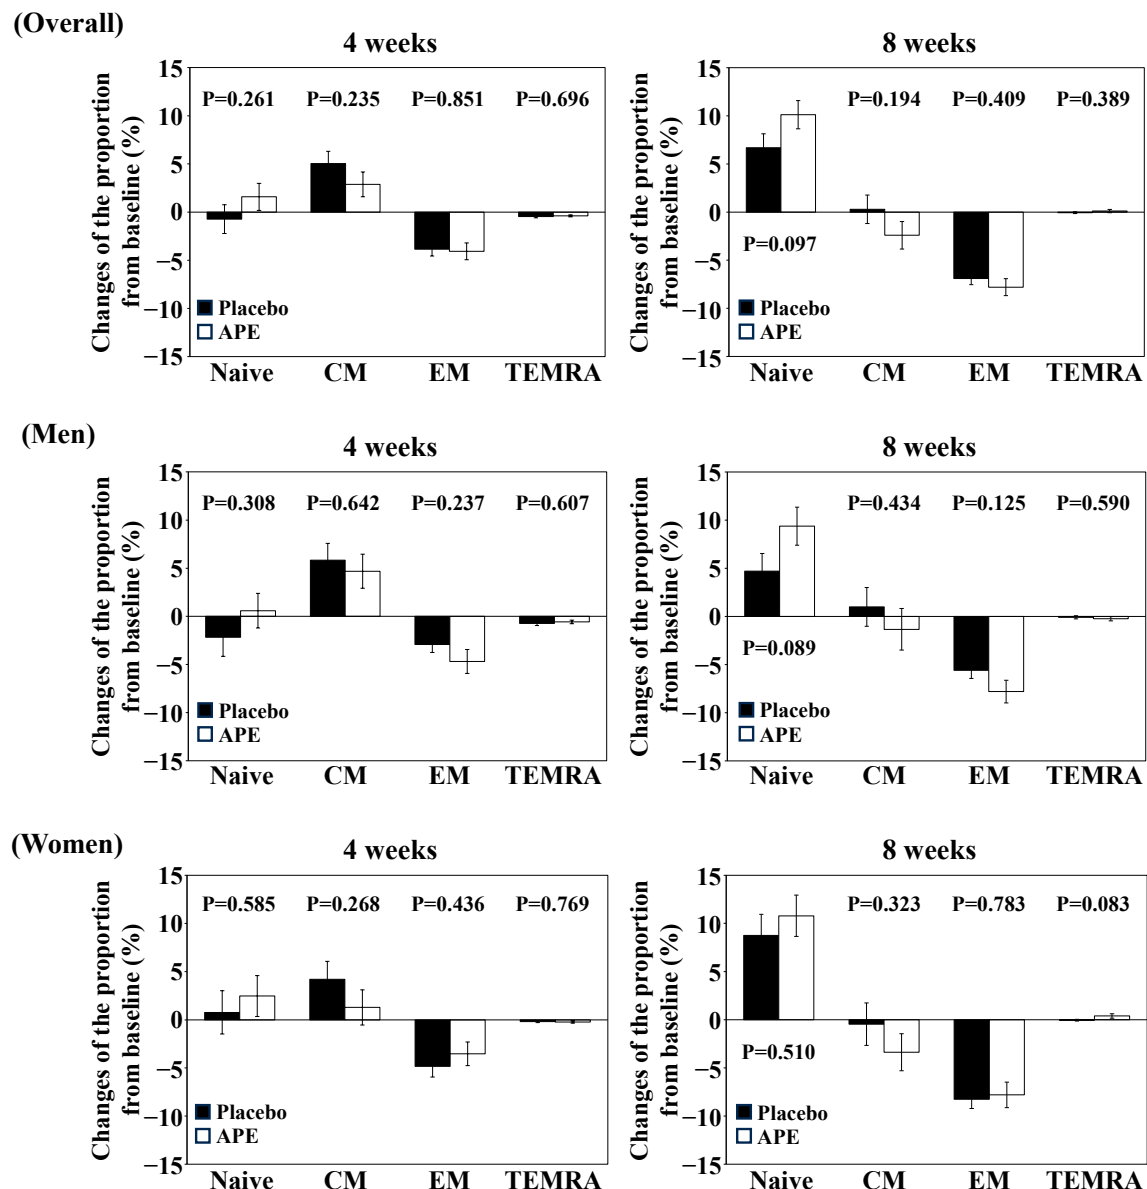 (Overall)
4 weeks
Changes of the proportion
from baseline (%)
15
10
5
0
−5
−10
−15
P=0.261 P=0.235 P=0.851 P=0.696
Placebo
APE
Naive CM EM TEMRA
8 weeks
Changes of the proportion
from baseline (%)
15
10
5
0
−5
−10
−15
P=0.194 P=0.409 P=0.389
P=0.097
Placebo
APE
Naive CM EM TEMRA
(Men)
4 weeks
Changes of the proportion
from baseline (%)
15
10
5
0
−5
−10
−15
P=0.308 P=0.642 P=0.237 P=0.607
Placebo
APE
Naive CM EM TEMRA
8 weeks
Changes of the proportion
from baseline (%)
15
10
5
0
−5
−10
−15
P=0.434 P=0.125 P=0.590
P=0.089
Placebo
APE
Naive CM EM TEMRA
(Women)
4 weeks
Changes of the proportion
from baseline (%)
15
10
5
0
−5
−10
−15
P=0.585 P=0.268 P=0.436 P=0.769
Placebo
APE
Naive CM EM TEMRA
8 weeks
Changes of the proportion
from baseline (%)
15
10
5
0
−5
−10
−15
P=0.323 P=0.783 P=0.083
P=0.510
Placebo
APE
Naive CM EM TEMRA